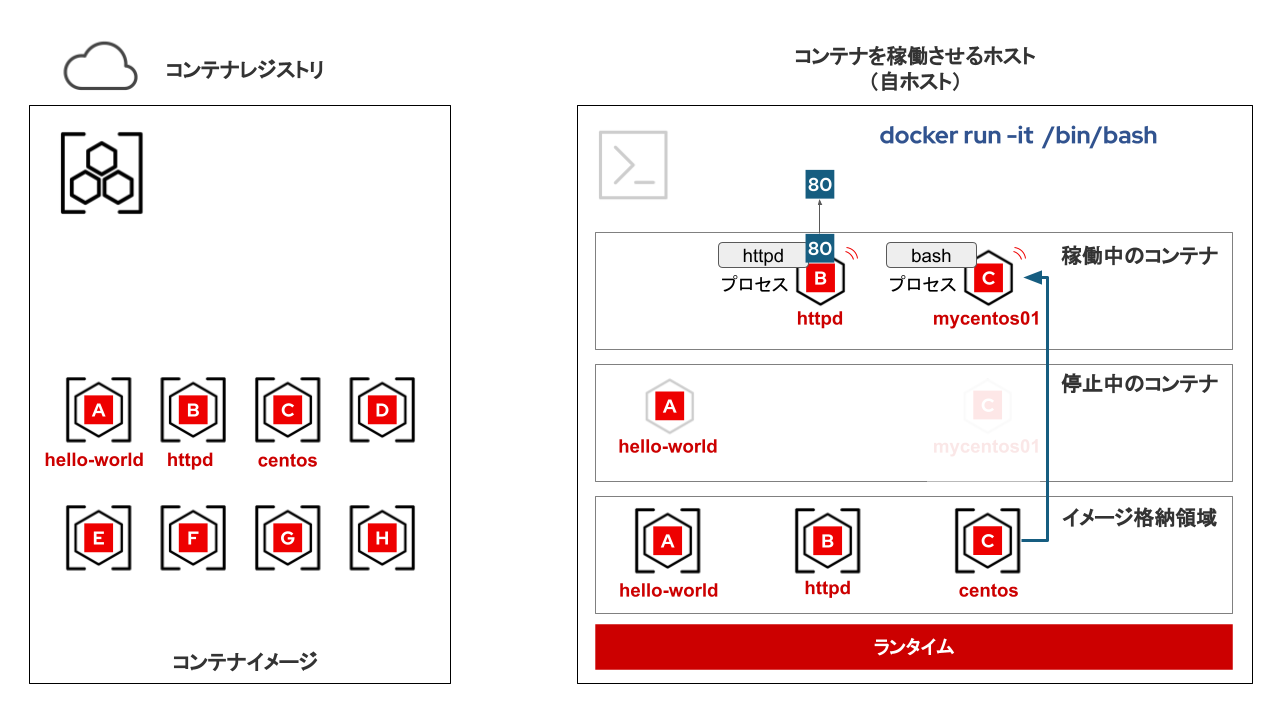 コンテナレジストリ
A
B
C
D
hello-world
httpd
centos
E
F
G
H
コンテナイメージ
コンテナを稼働させるホスト
（自ホスト）
docker run -it /bin/bash
80
80
httpd
プロセス
B
httpd
bash
プロセス
C
mycentos01
稼働中のコンテナ
停止中のコンテナ
A
hello-world
C
mycentos01
イメージ格納領域
A
hello-world
B
httpd
C
centos
ランタイム